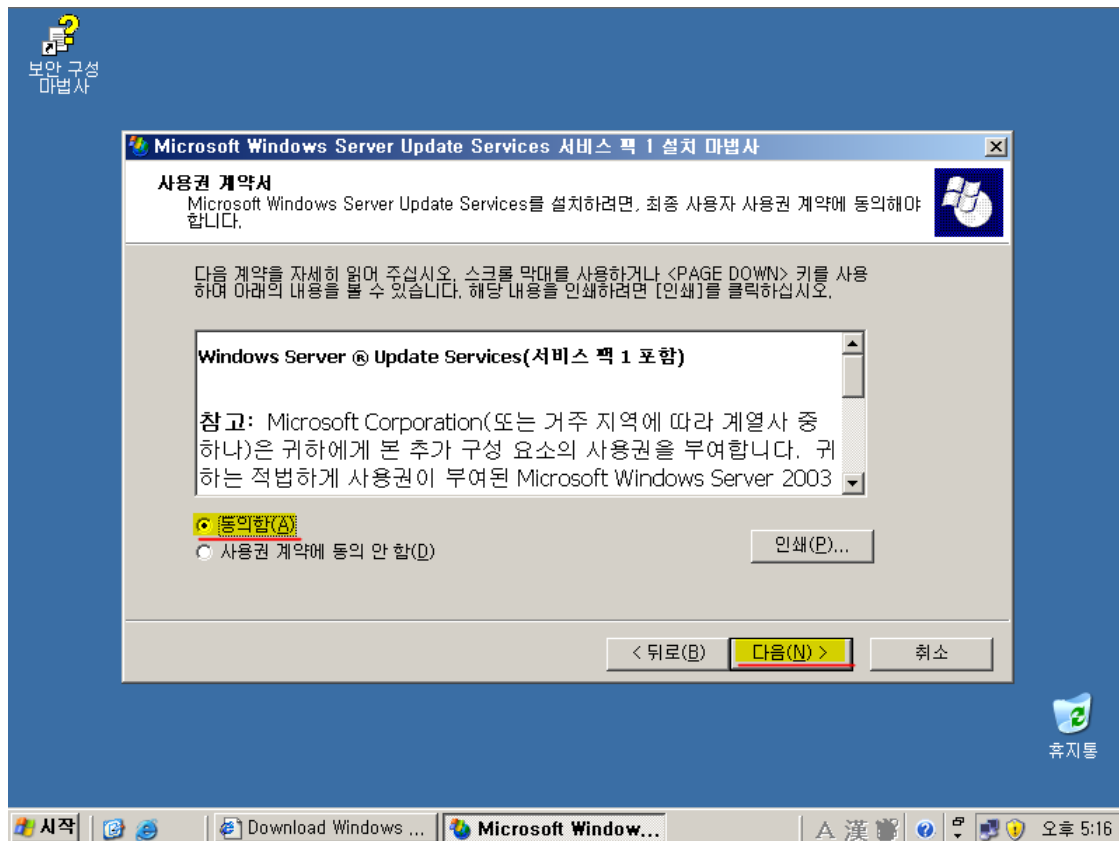 보안 구성
마법사
Microsoft Windows Server Update Services 서비스 팩 1 설치 마법사
사용권 계약서
Microsoft Windows Server Update Services를 설치하려면, 최종 사용자 사용권 계약에 동의해야
합니다.
다음 계약을 자세히 읽어 주십시오. 스크롤 막대를 사용하거나 <PAGE DOWN> 키를 사용
하여 아래의 내용을 볼 수 있습니다. 해당 내용을 인쇄하려면 [인쇄]를 클릭하십시오.
Windows Server ® Update Services(서비스 팩 1 포함)
참고: Microsoft Corporation(또는 거주 지역에 따라 계열사 중
하나)은 귀하에게 본 추가 구성 요소의 사용권을 부여합니다. 귀
하는 적법하게 사용권이 부여된 Microsoft Windows Server 2003
동의함(A)
사용권 계약에 동의 안 함(D)
인쇄(P)...
< 뒤로(B)
다음(N) >
취소
휴지통
시작
Download Windows ...
Microsoft Window...
A 漢
오후 5:16